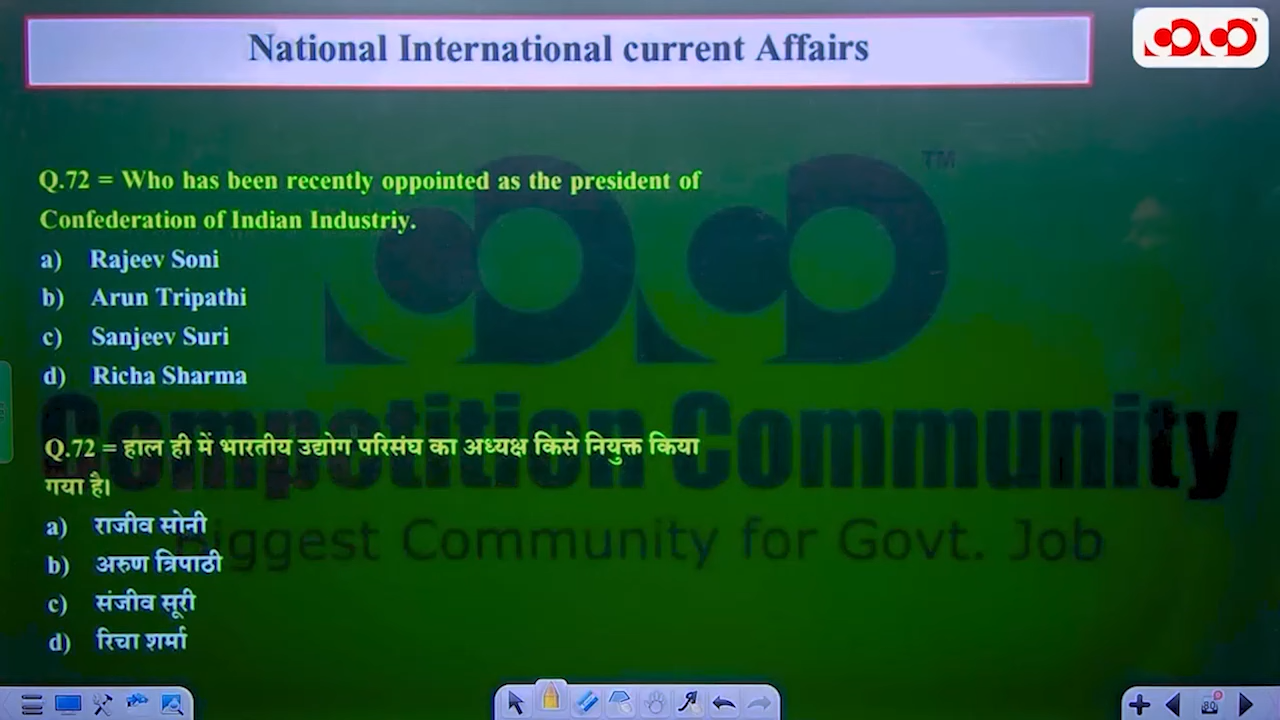 National International current Affairs
Q.72 = Who has been recently oppointed as the president of
Confederation of Indian Industriy.
a) Rajeev Soni
b) Arun Tripathi
c) Sanjeev Suri
d) Richa Sharma
Q.72 = हाल ही में भारतीय उद्योग परिसंघ का अध्यक्ष किसे नियुक्त किया
गया है।
a) राजीव सोनी
b) अरुण त्रिपाठी
c) संजीव सूरी
d) रिचा शर्मा
TM
Competition Community
Biggest Community for Govt. Job
80